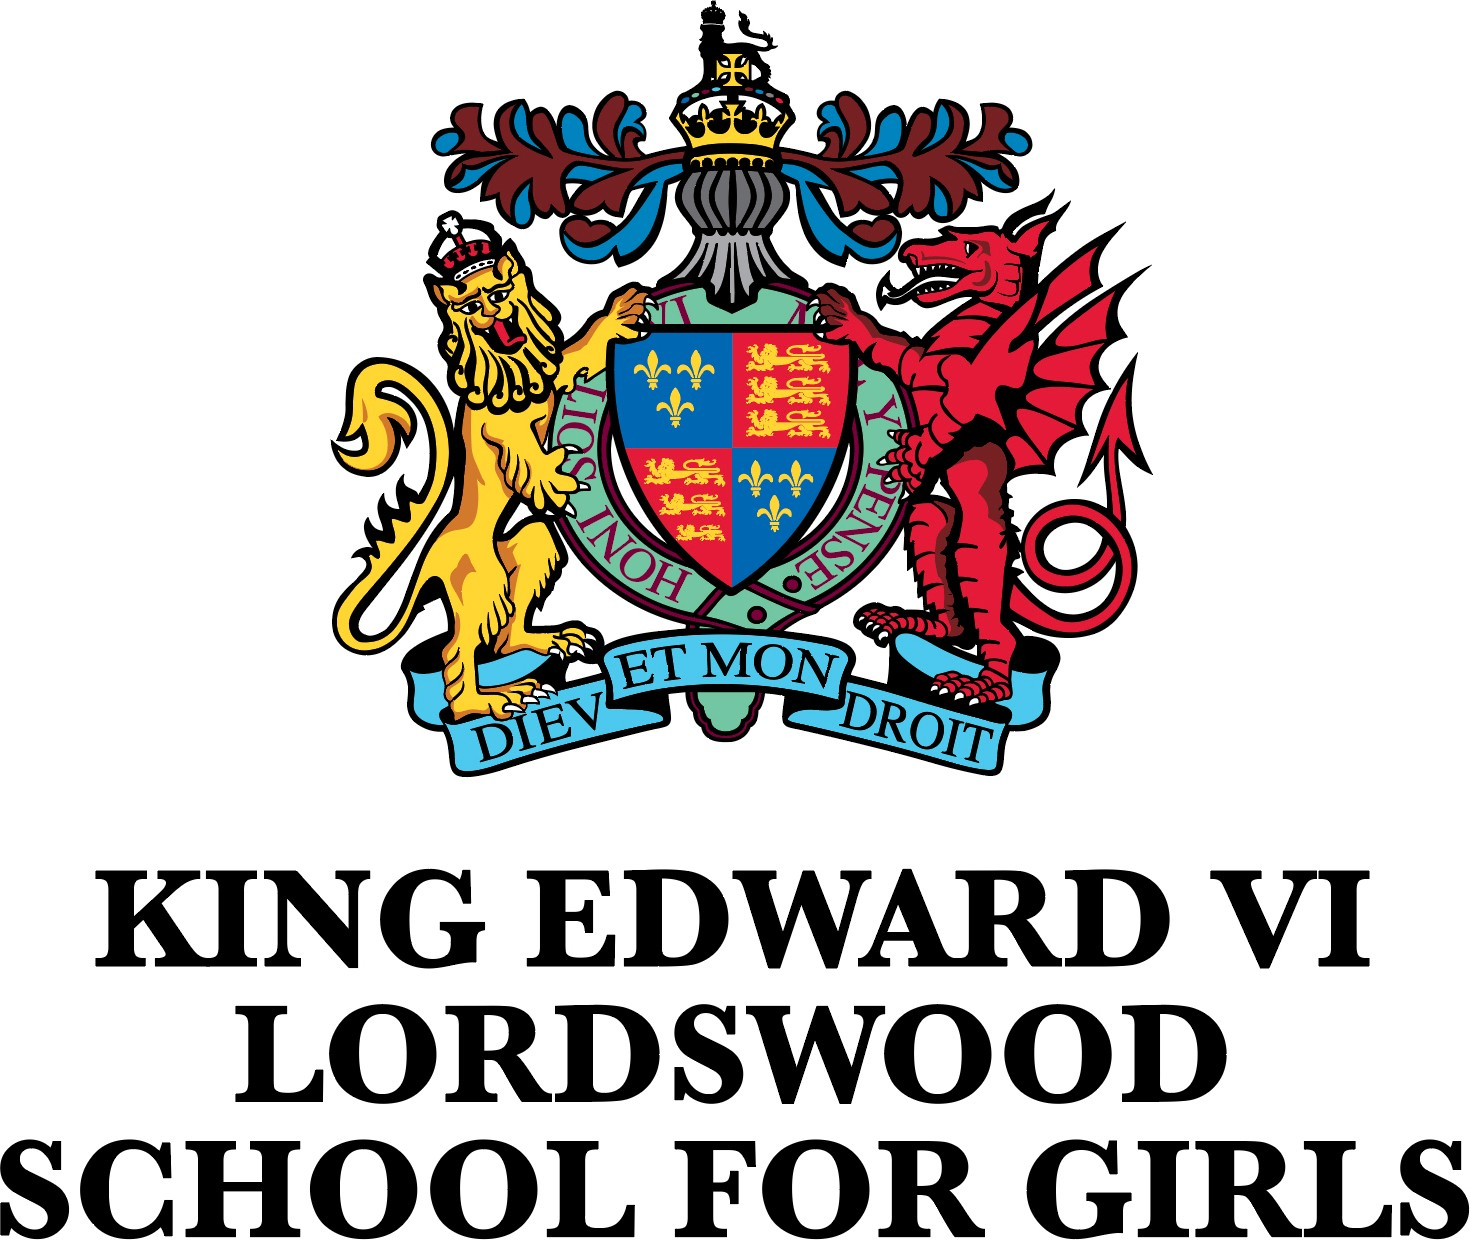 HONI SOIT
Y PENSE
DIEV ET MON DROIT
KING EDWARD VI
LORDSWOOD
SCHOOL FOR GIRLS